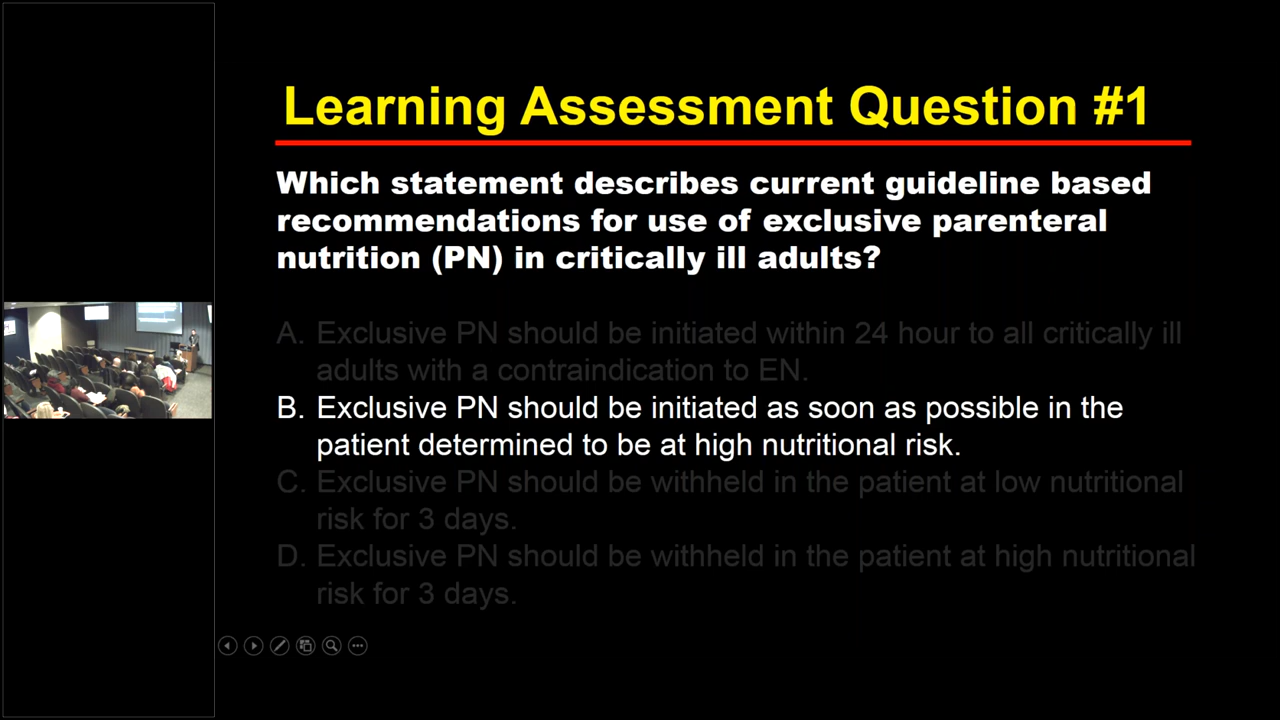 Learning Assessment Question #1
Which statement describes current guideline based
recommendations for use of exclusive parenteral
nutrition (PN) in critically ill adults?
A. Exclusive PN should be initiated within 24 hour to all critically ill
adults with a contraindication to EN.
B. Exclusive PN should be initiated as soon as possible in the
patient determined to be at high nutritional risk.
C. Exclusive PN should be withheld in the patient at low nutritional
risk for 3 days.
D. Exclusive PN should be withheld in the patient at high nutritional
risk for 3 days.